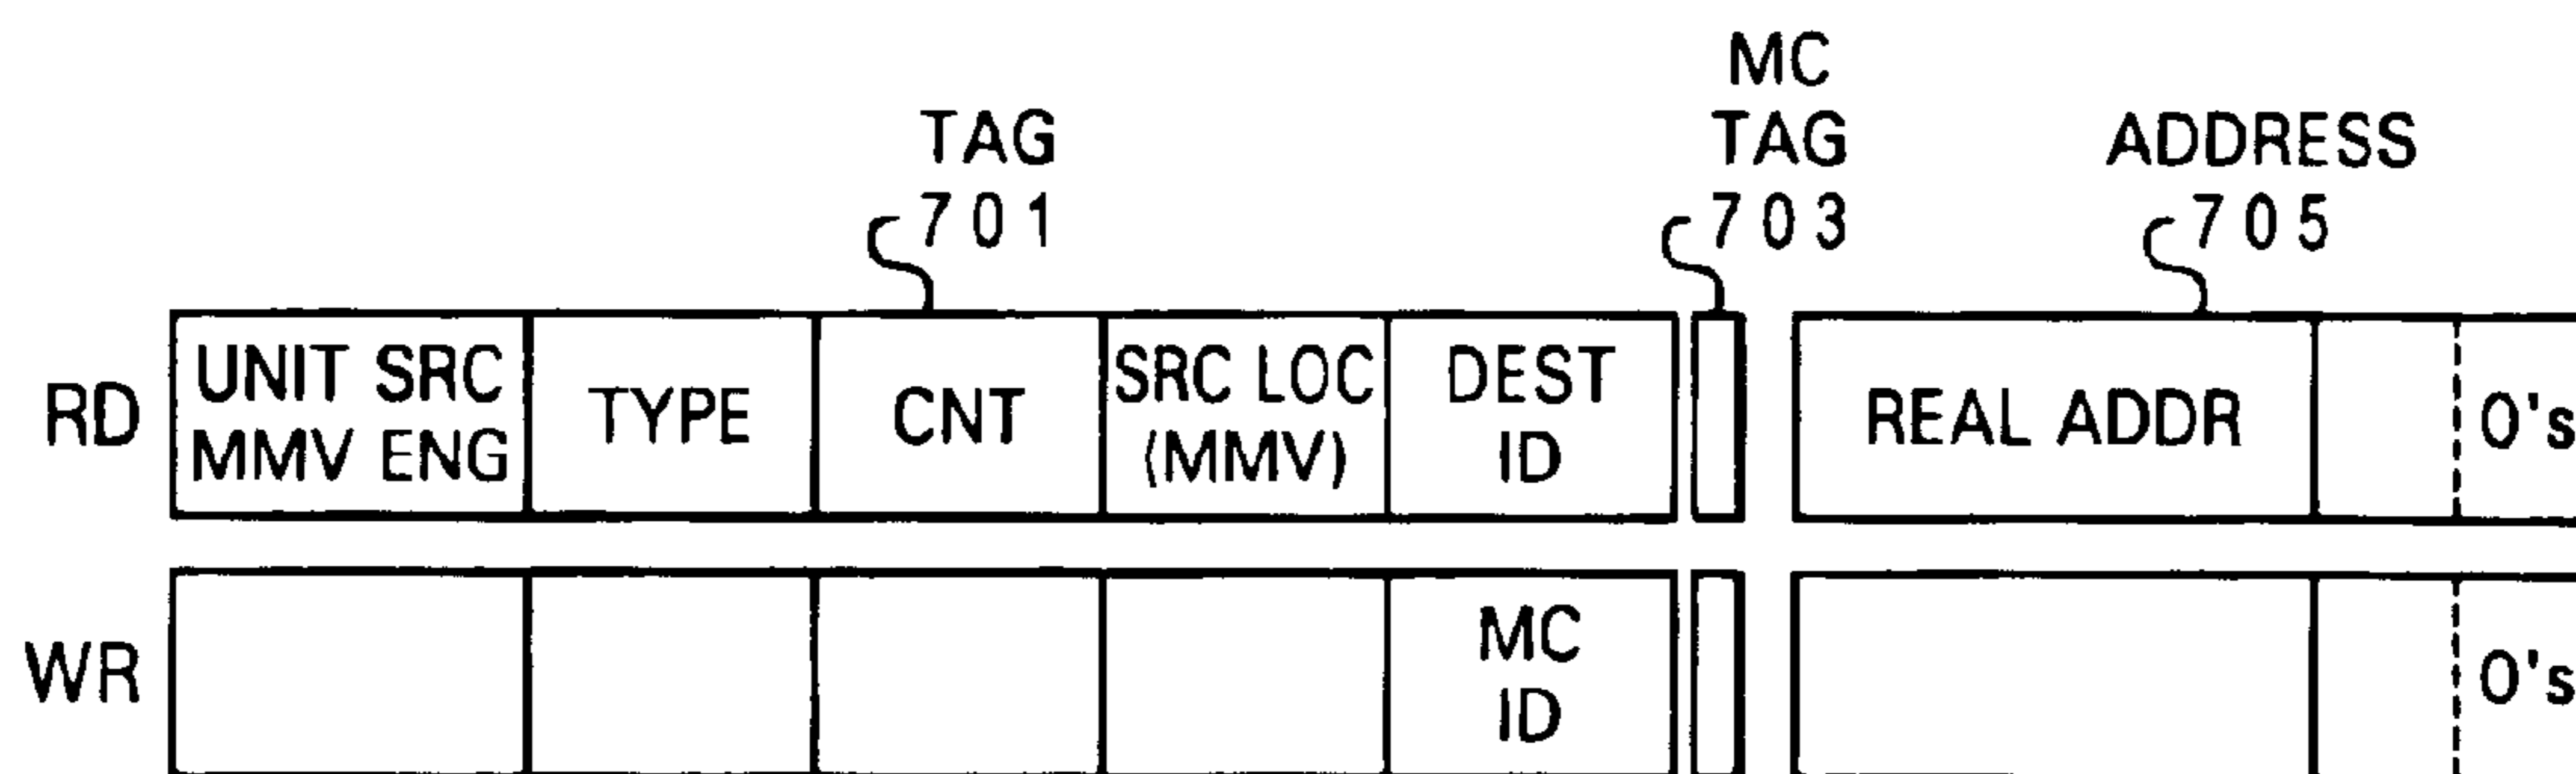 MC
TAG
TAG
ADDRESS
701
703
705
RD
UNIT SRC
MMV ENG
TYPE
CNT
SRC LOC
(MMV)
DEST
ID
REAL ADDR
0's
WR
MC
ID
0's